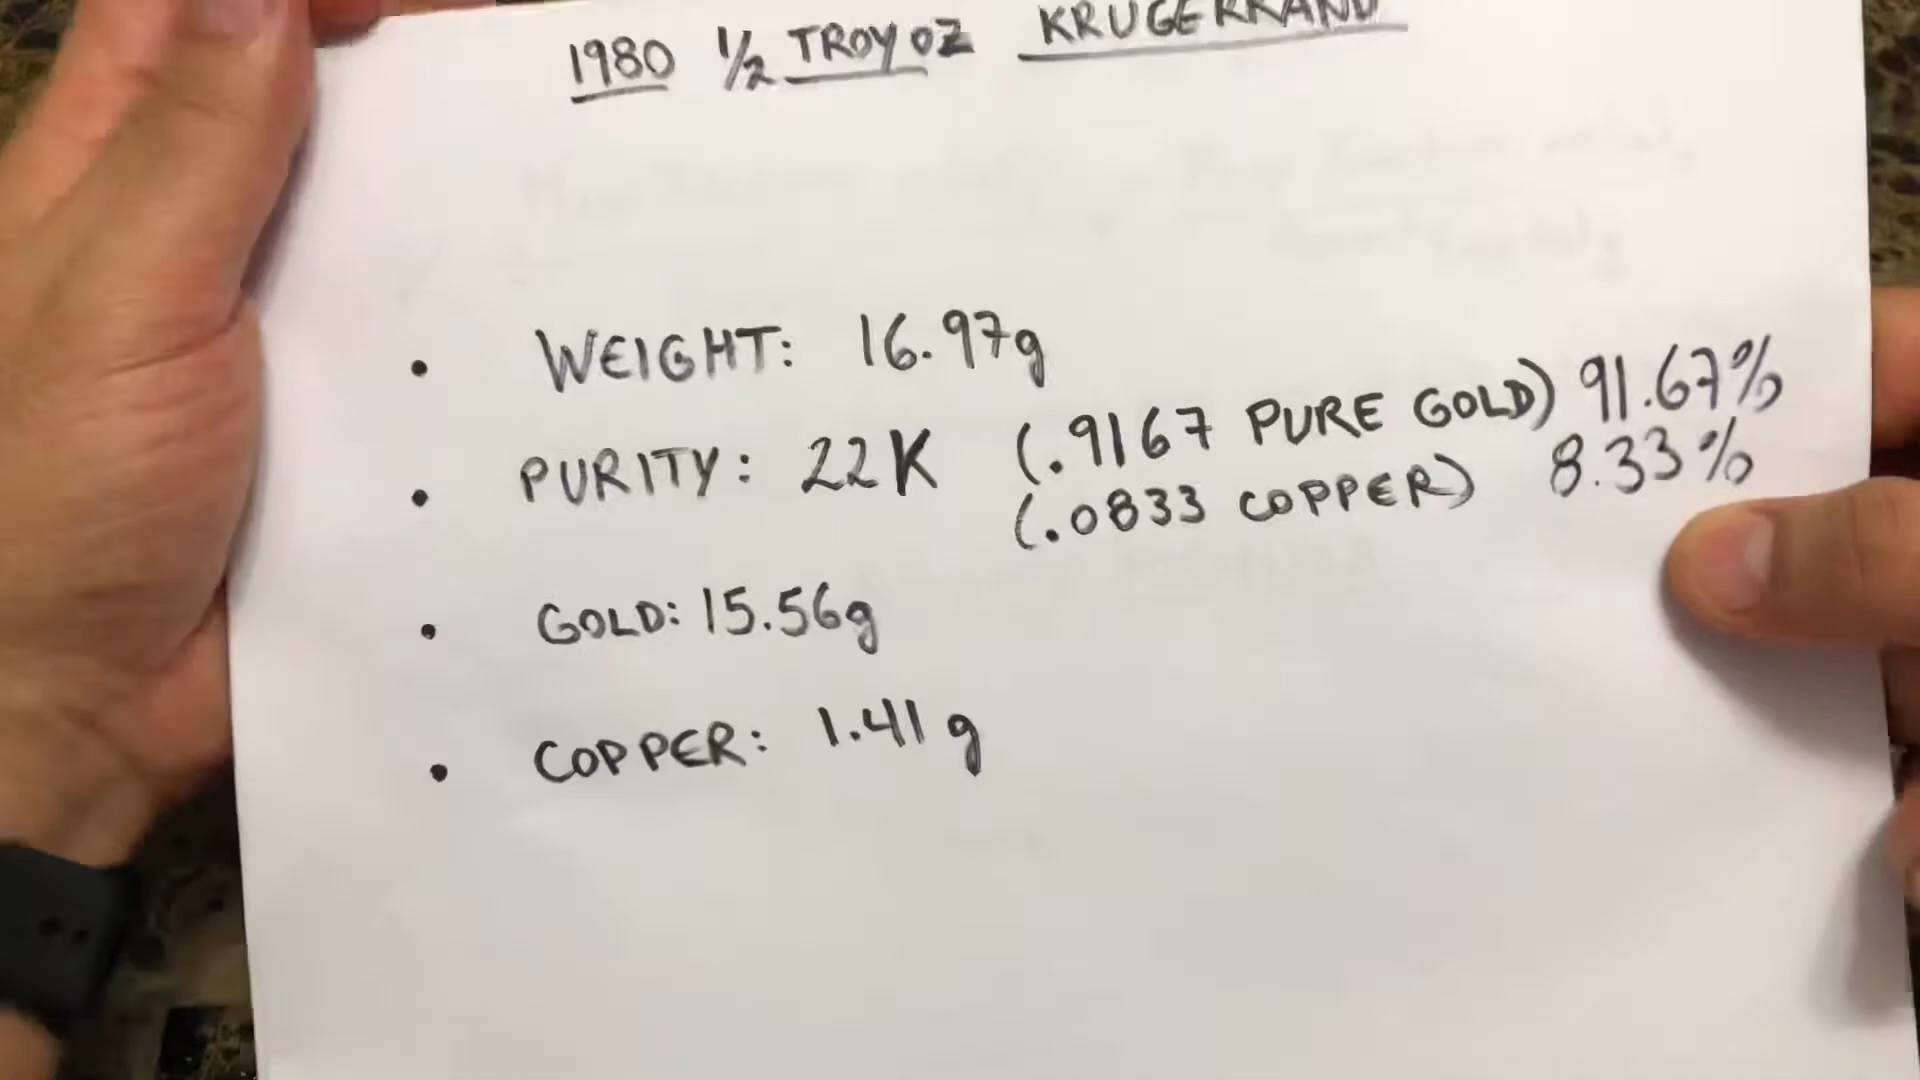 1980 1/2 TROY OZ KRUGERRAND
• WEIGHT: 16.97g
• PURITY: 22K (.9167 PURE GOLD) 91.67%
(.0833 COPPER) 8.33%
• GOLD: 15.56g
• COPPER: 1.41g